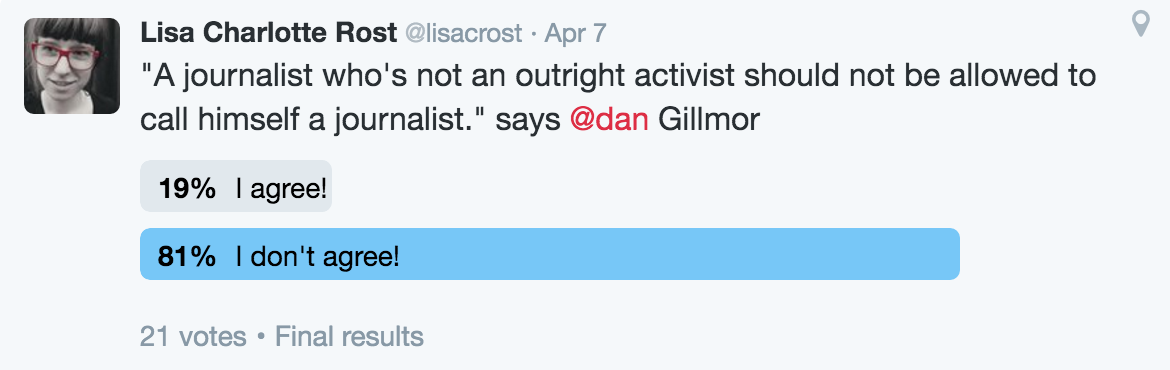 Lisa Charlotte Rost @lisacrost · Apr 7
"A journalist who's not an outright activist should not be allowed to
call himself a journalist." says @dan Gillmor
19% I agree!
81% I don't agree!
21 votes • Final results